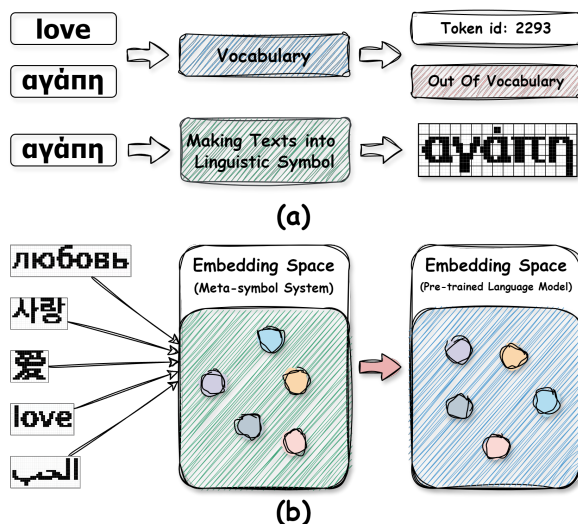 love
Vocabulary
Token id: 2293
αγάπη
Out Of Vocabulary
αγάπη
Making Texts into
Linguistic Symbol
αγάπη
(a)
любовь
사랑
愛
love
الحب
Embedding Space
(Meta-symbol System)
Embedding Space
(Pre-trained Language Model)
(b)